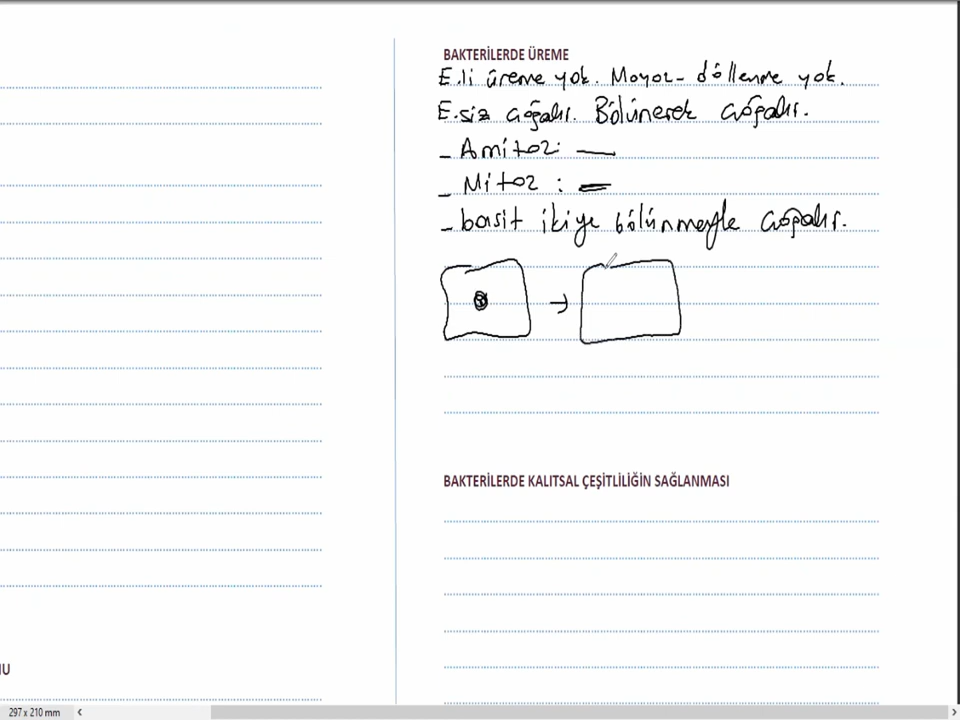 BAKTERİLERDE ÜREME
E.li üreme yok. Mayoz - döllenme yok.
E.siz çoğalır. Bölünerek çoğalır.
- Amitoz: —
- Mitoz : —
- basit ikiye bölünmeyle çoğalır.
→
BAKTERİLERDE KALITSAL ÇEŞİTLİLİĞİN SAĞLANMASI
NU
297 x 210 mm